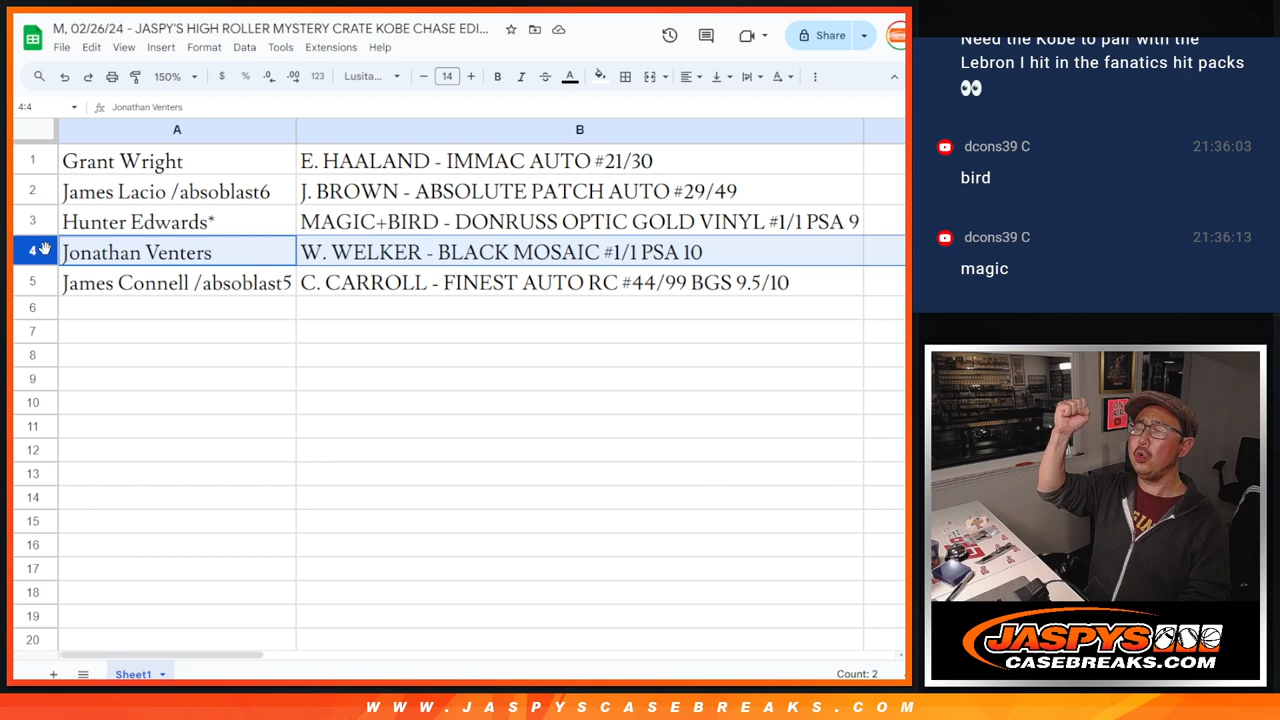 M, 02/26/24 - JASPY'S HIGH ROLLER MYSTERY CRATE KOBE CHASE EDI...
File Edit View Insert Format Data Tools Extensions Help
Share
150% $ % .0 .00 123 Lusita... 14 B I A
4:4 fx Jonathan Venters
A B
1 Grant Wright E. HAALAND - IMMAC AUTO #21/30
2 James Lacio /absoblast6 J. BROWN - ABSOLUTE PATCH AUTO #29/49
3 Hunter Edwards* MAGIC+BIRD - DONRUSS OPTIC GOLD VINYL #1/1 PSA 9
4 Jonathan Venters W. WELKER - BLACK MOSAIC #1/1 PSA 10
5 James Connell /absoblast5 C. CARROLL - FINEST AUTO RC #44/99 BGS 9.5/10
6
7
8
9
10
11
12
13
14
15
16
17
18
19
20
Sheet1
Count: 2
Need the Kobe to pair with the
Lebron I hit in the fanatics hit packs
dcons39 C 21:36:03
bird
dcons39 C 21:36:13
magic
JASPYS
CASEBREAKS.COM
WWW.JASPYSCASEBREAKS.COM